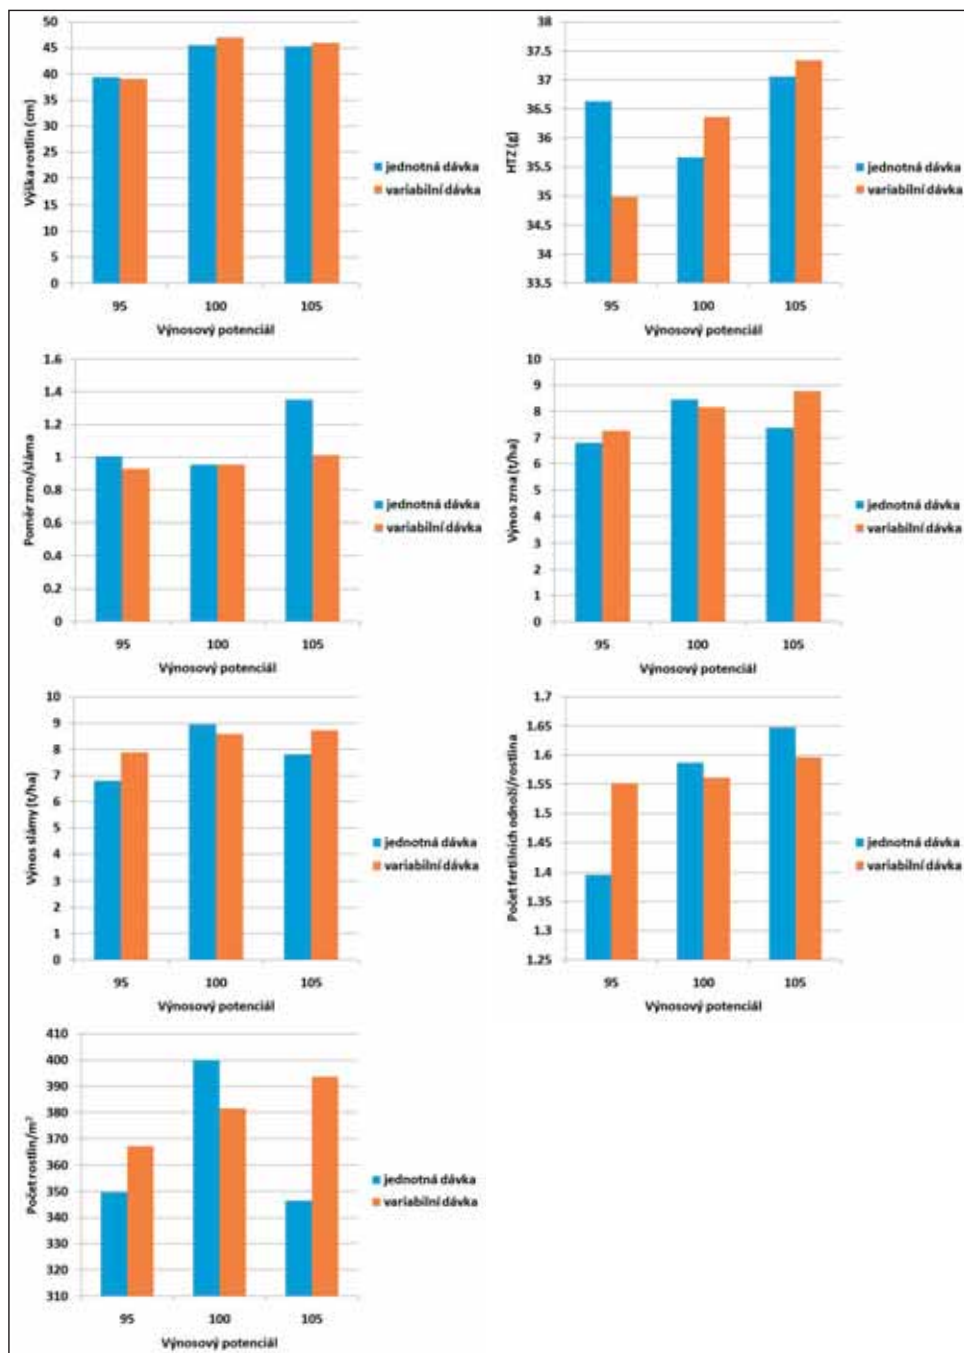 Výška rostlin (cm)
50
45
40
35
30
25
20
15
10
5
0
95 100 105
Výnosový potenciál
jednotná dávka
variabilní dávka
HTZ (g)
38
37.5
37
36.5
36
35.5
35
34.5
34
33.5
95 100 105
Výnosový potenciál
jednotná dávka
variabilní dávka
Poměr zrno/sláma
1.6
1.4
1.2
1
0.8
0.6
0.4
0.2
0
95 100 105
Výnosový potenciál
jednotná dávka
variabilní dávka
Výnos zrna (t/ha)
10
9
8
7
6
5
4
3
2
1
0
95 100 105
Výnosový potenciál
jednotná dávka
variabilní dávka
Výnos slámy (t/ha)
10
9
8
7
6
5
4
3
2
1
0
95 100 105
Výnosový potenciál
jednotná dávka
variabilní dávka
Počet fertilních odnoží/rostlina
1.7
1.65
1.6
1.55
1.5
1.45
1.4
1.35
1.3
1.25
95 100 105
Výnosový potenciál
jednotná dávka
variabilní dávka
Počet rostlin/m²
410
400
390
380
370
360
350
340
330
320
310
95 100 105
Výnosový potenciál
jednotná dávka
variabilní dávka